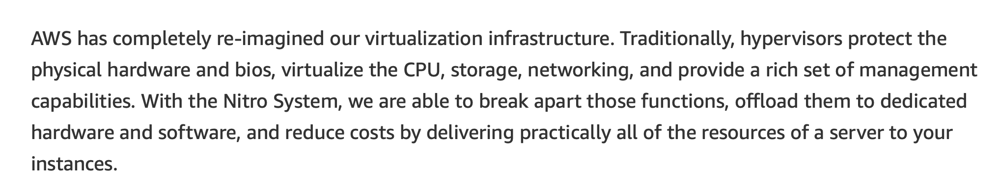 AWS has completely re-imagined our virtualization infrastructure. Traditionally, hypervisors protect the
physical hardware and bios, virtualize the CPU, storage, networking, and provide a rich set of management
capabilities. With the Nitro System, we are able to break apart those functions, offload them to dedicated
hardware and software, and reduce costs by delivering practically all of the resources of a server to your
instances.